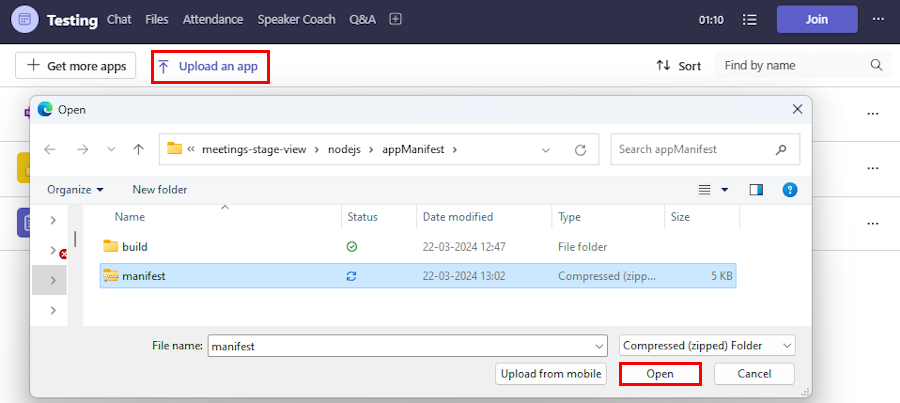 Testing Chat Files Attendance Speaker Coach Q&A 01:10 Join
Get more apps Upload an app Sort Find by name
Open
meetings-stage-view nodejs appManifest Search appManifest
Organize New folder
Name Status Date modified Type Size
build 22-03-2024 12:47 File folder
manifest 22-03-2024 13:02 Compressed (zipp... 5 KB
File name: manifest Compressed (zipped) Folder
Upload from mobile Open Cancel